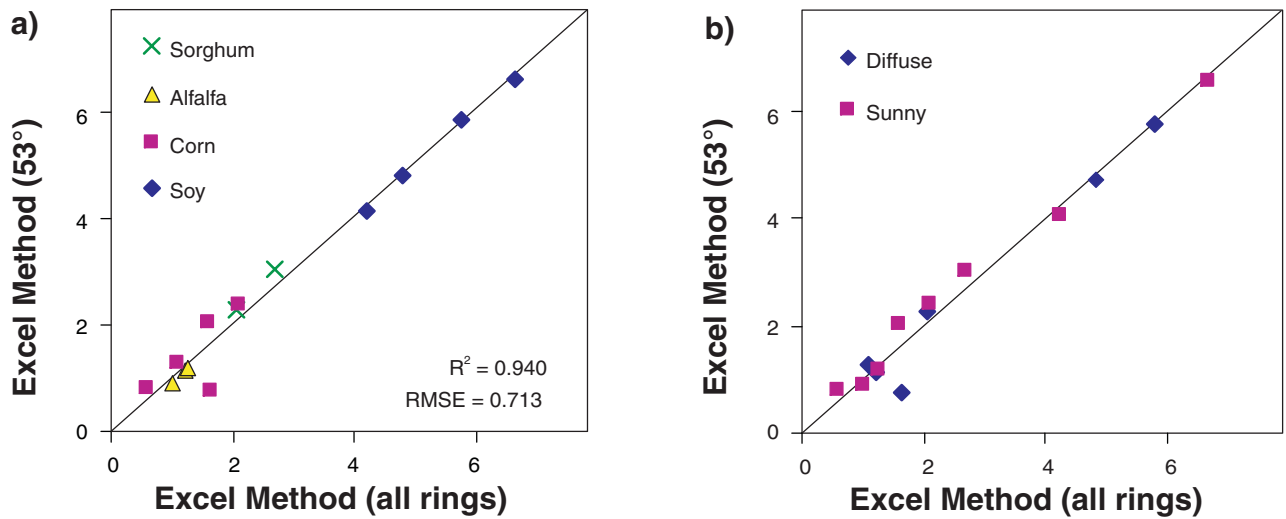 a)
Sorghum
Alfalfa
Corn
Soy
Excel Method (53°)
6
4
2
0
R² = 0.940
RMSE = 0.713
0 2 4 6
Excel Method (all rings)
b)
Diffuse
Sunny
Excel Method (53°)
6
4
2
0
0 2 4 6
Excel Method (all rings)